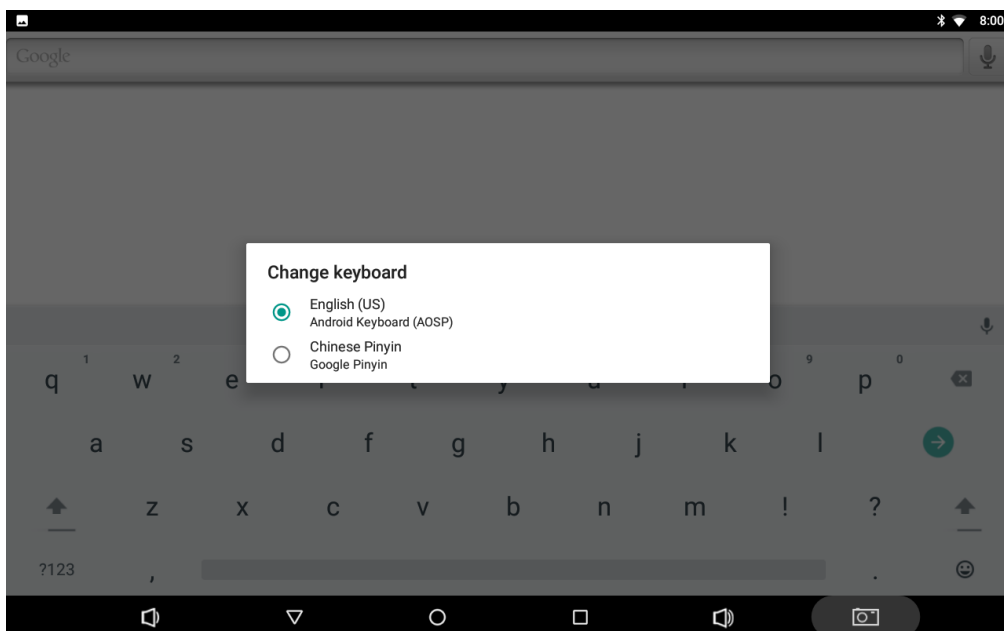 8:00
Google
Change keyboard
English (US)
Android Keyboard (AOSP)
Chinese Pinyin
Google Pinyin
1 2 9 0
q w e o p
a s d f g h j k l
z x c v b n m ! ?
?123 , .